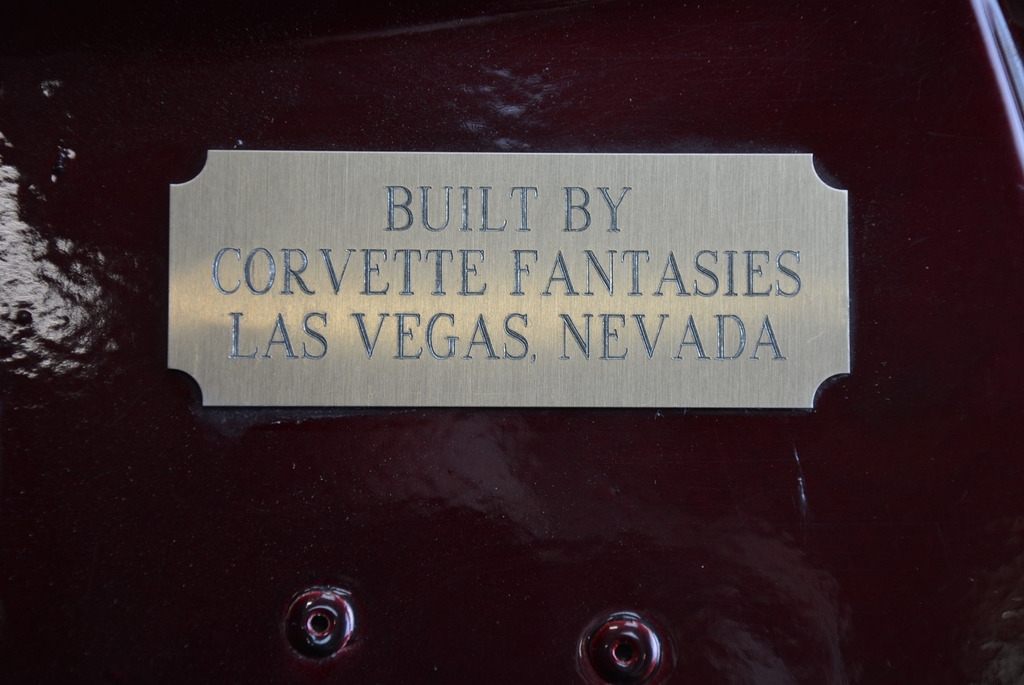 BUILT BY
CORVETTE FANTASIES
LAS VEGAS, NEVADA